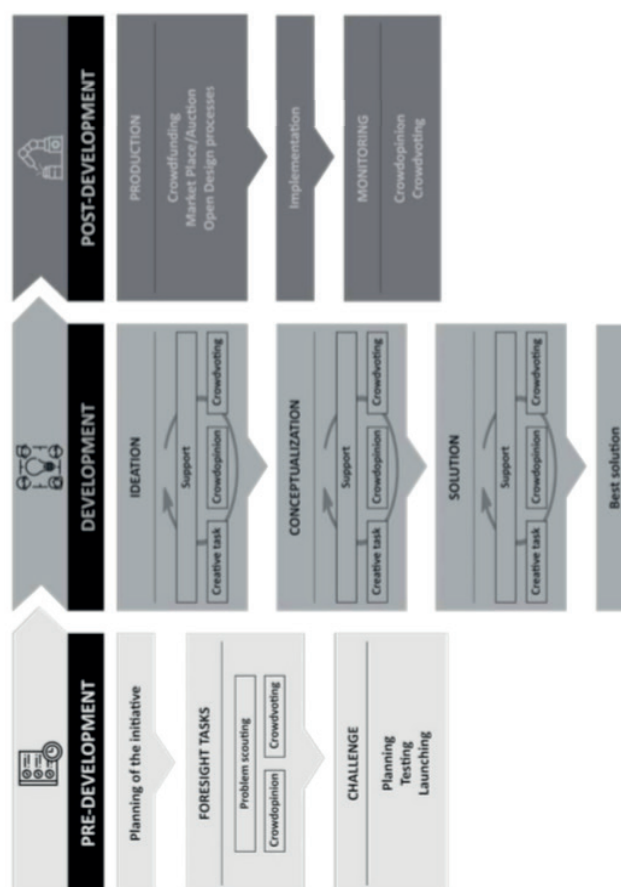 PRE-DEVELOPMENT
Planning of the initiative
FORESIGHT TASKS
Problem scouting
Crowdopinion
Crowdvoting
CHALLENGE
Planning
Testing
Launching
DEVELOPMENT
IDEATION
Support
Creative task
Crowdopinion
Crowdvoting
CONCEPTUALIZATION
Support
Creative task
Crowdopinion
Crowdvoting
SOLUTION
Support
Creative task
Crowdopinion
Crowdvoting
Best solution
POST-DEVELOPMENT
PRODUCTION
Crowdfunding
Market Place/Auction
Open Design processes
Implementation
MONITORING
Crowdopinion
Crowdvoting